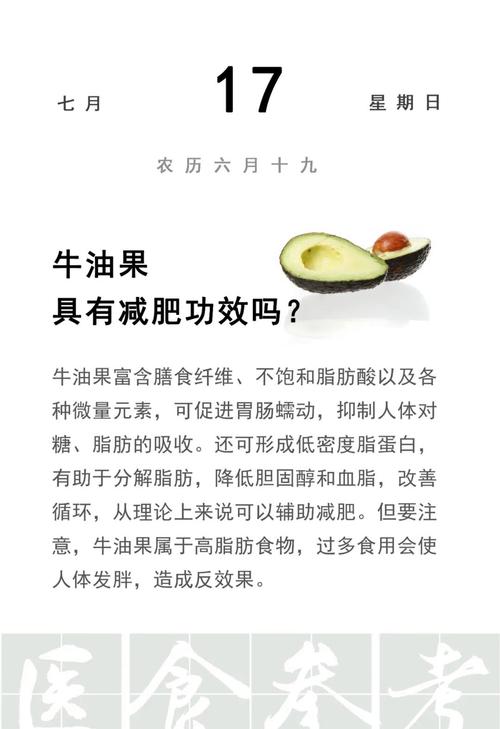 七月 17 星期日
农历六月十九
牛油果
具有减肥功效吗？
牛油果富含膳食纤维、不饱和脂肪酸以及各
种微量元素，可促进胃肠蠕动，抑制人体对
糖、脂肪的吸收。还可形成低密度脂蛋白，
有助于分解脂肪，降低胆固醇和血脂，改善
循环，从理论上来说可以辅助减肥。但要注
意，牛油果属于高脂肪食物，过多食用会使
人体发胖，造成反效果。
医食参考